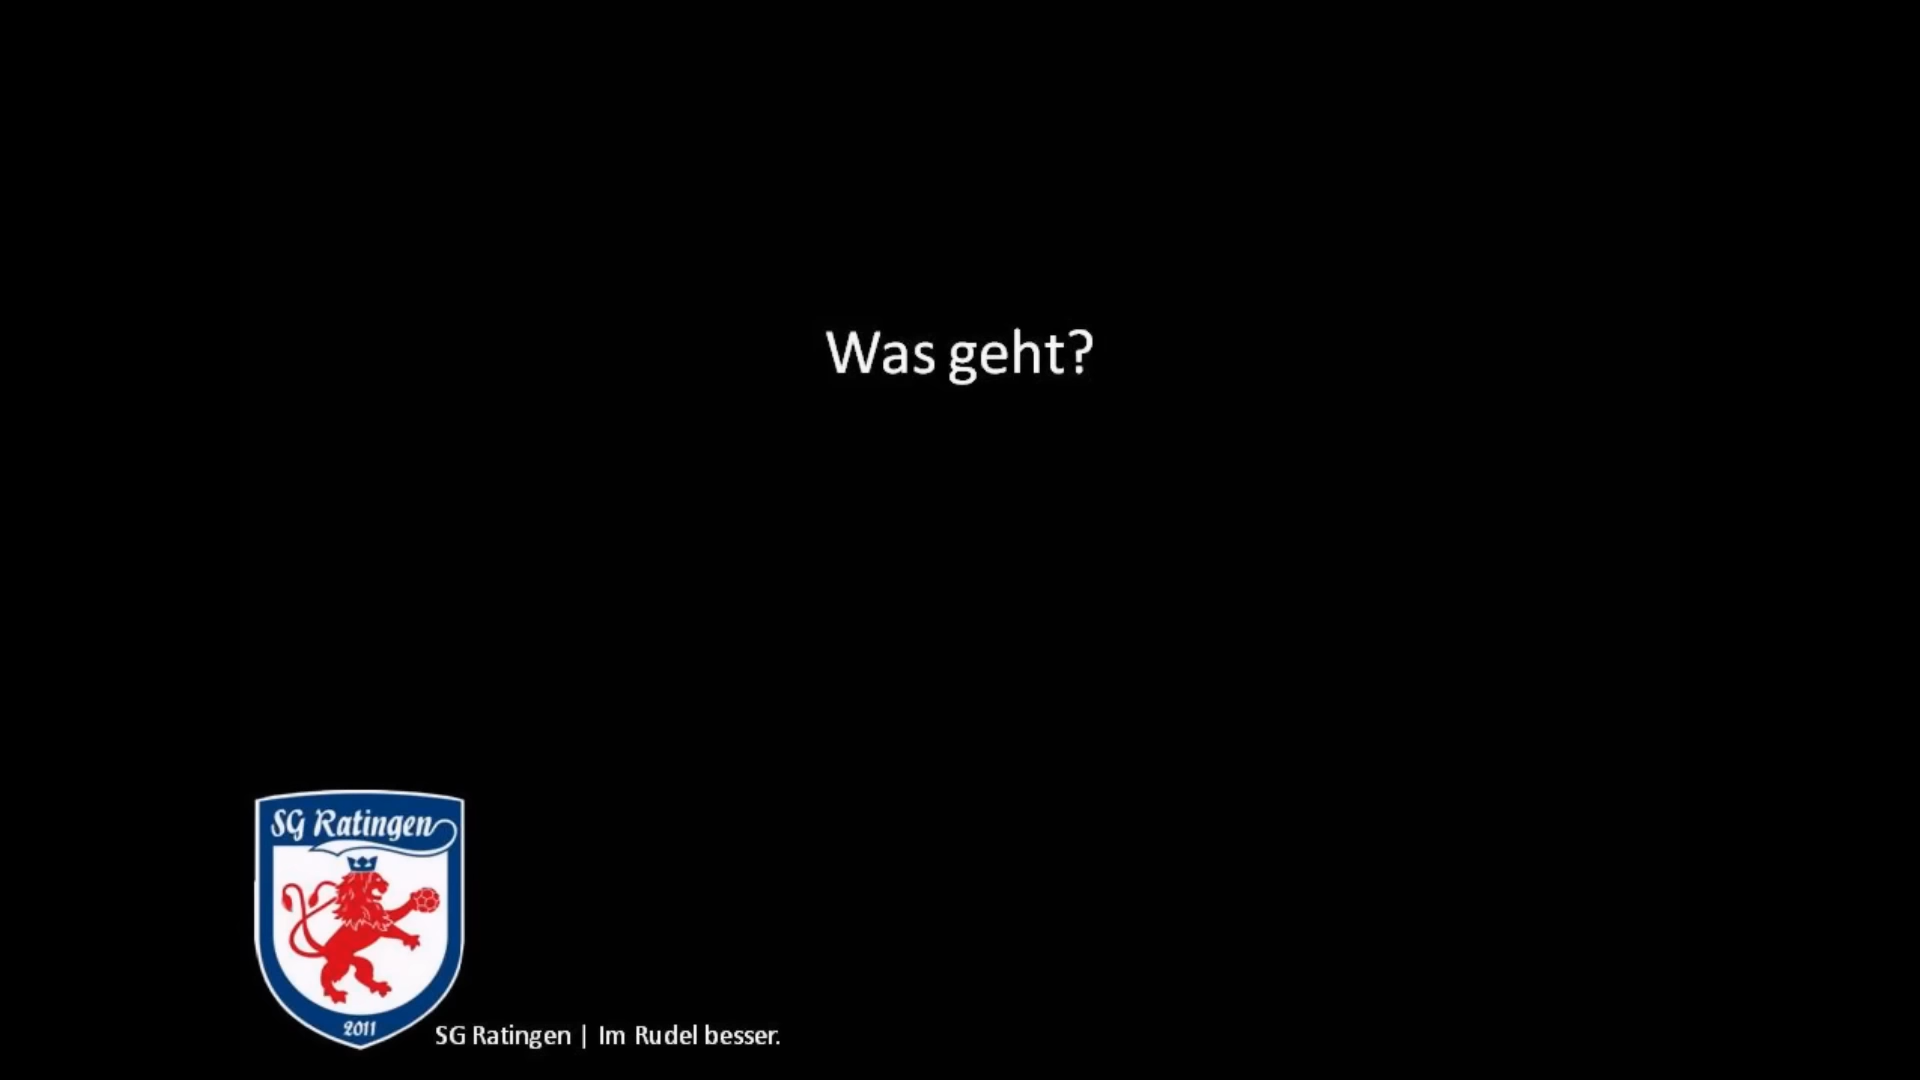 Was geht?
SG Ratingen
2011
SG Ratingen | Im Rudel besser.